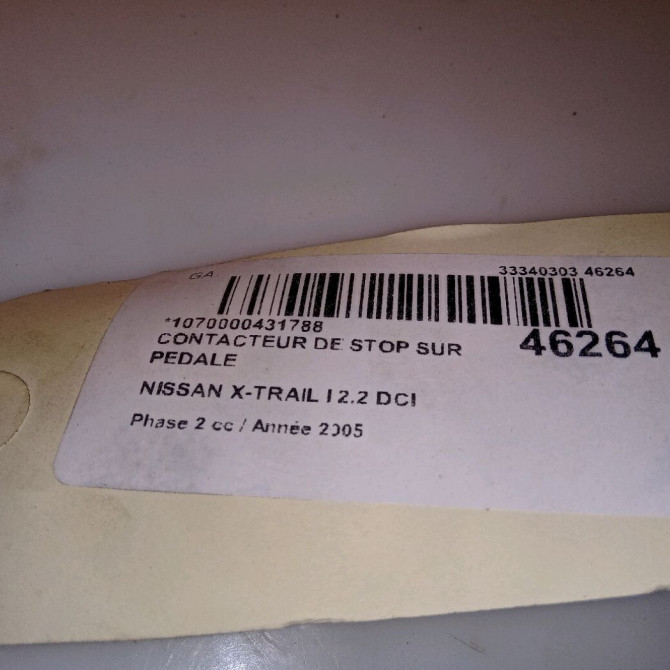 GA
33340303 46264
*1070000431788
46264
CONTACTEUR DE STOP SUR
PEDALE
NISSAN X-TRAIL I 2.2 DCI
Phase 2 cc / Année 2005